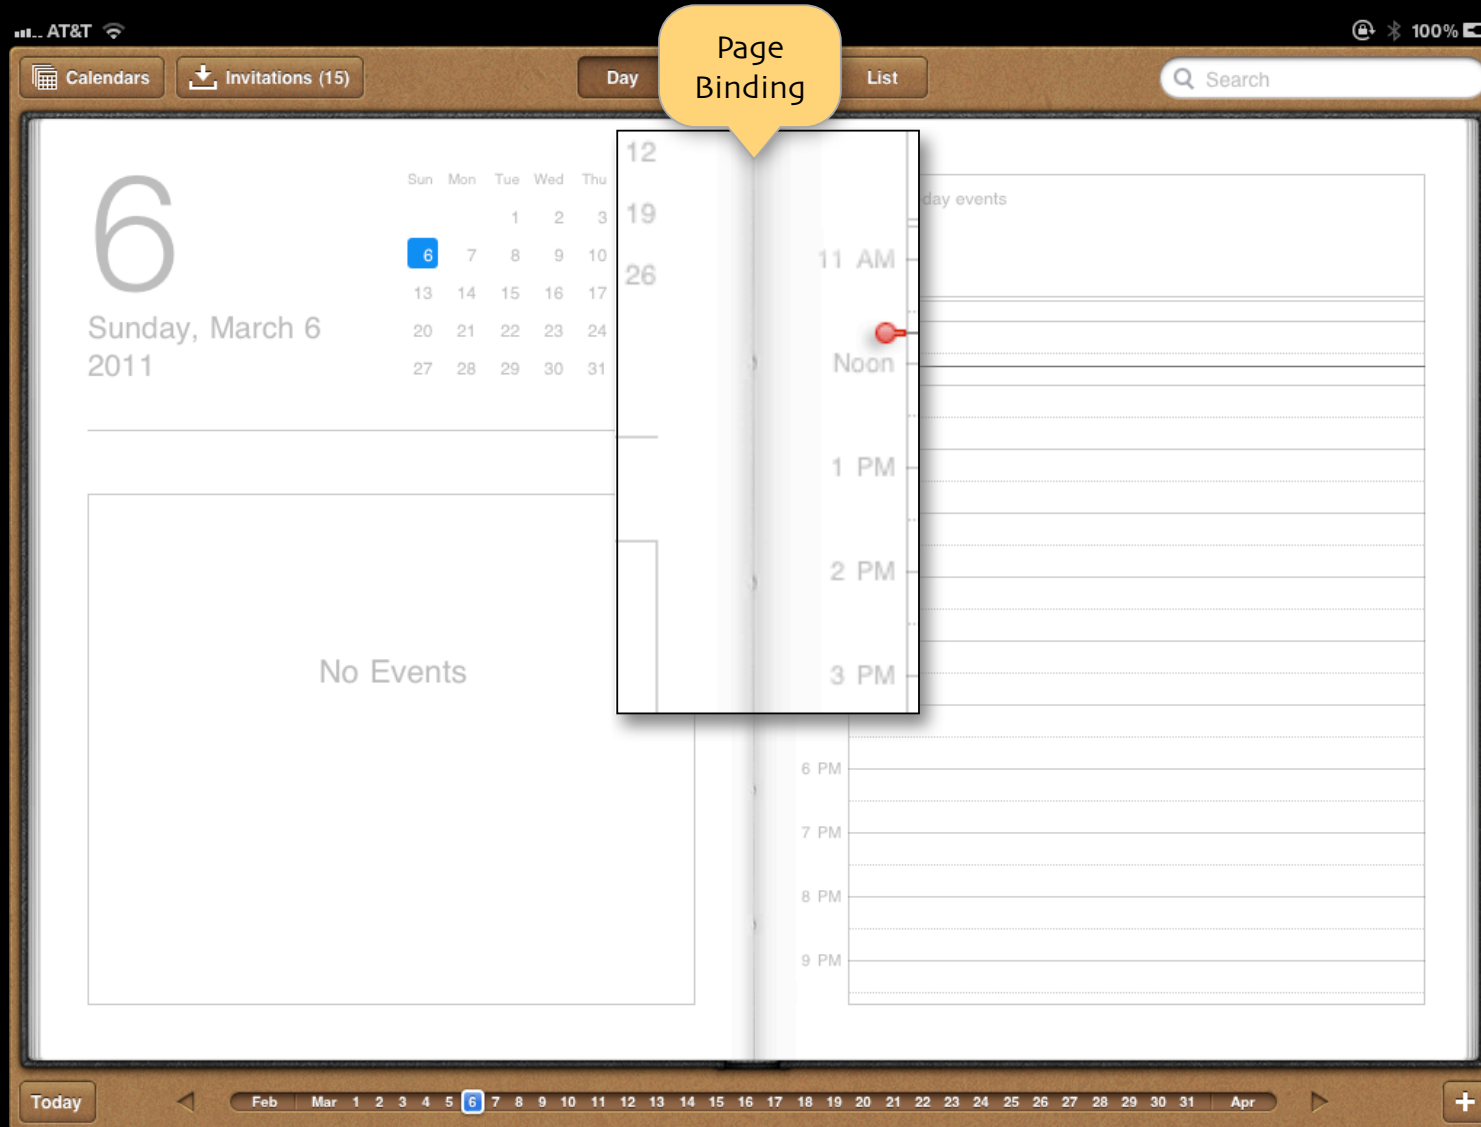 AT&T 100%
Calendars Invitations (15) Day List Search
Page
Binding
6
Sunday, March 6
2011
Sun Mon Tue Wed Thu
1 2 3
6 7 8 9 10
13 14 15 16 17
20 21 22 23 24
27 28 29 30 31
No Events
12
19
26
11 AM
Noon
1 PM
2 PM
3 PM
day events
6 PM
7 PM
8 PM
9 PM
Today Feb Mar 1 2 3 4 5 6 7 8 9 10 11 12 13 14 15 16 17 18 19 20 21 22 23 24 25 26 27 28 29 30 31 Apr +